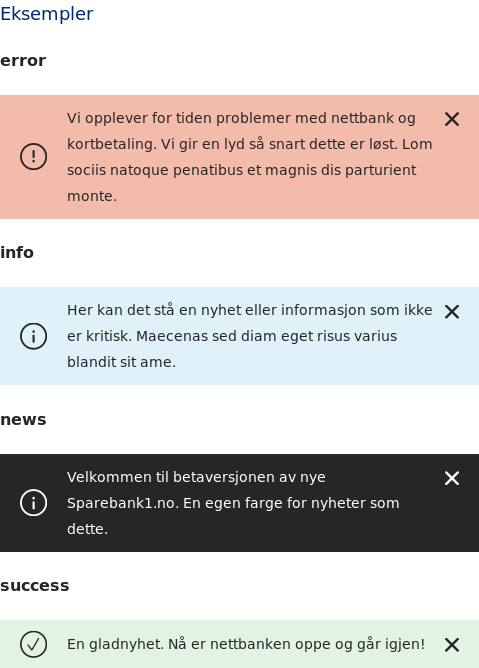 Eksempler
error
Vi opplever for tiden problemer med nettbank og
kortbetaling. Vi gir en lyd så snart dette er løst. Lom
sociis natoque penatibus et magnis dis parturient
monte.
info
Her kan det stå en nyhet eller informasjon som ikke
er kritisk. Maecenas sed diam eget risus varius
blandit sit ame.
news
Velkommen til betaversjonen av nye
Sparebank1.no. En egen farge for nyheter som
dette.
success
En gladnyhet. Nå er nettbanken oppe og går igjen!